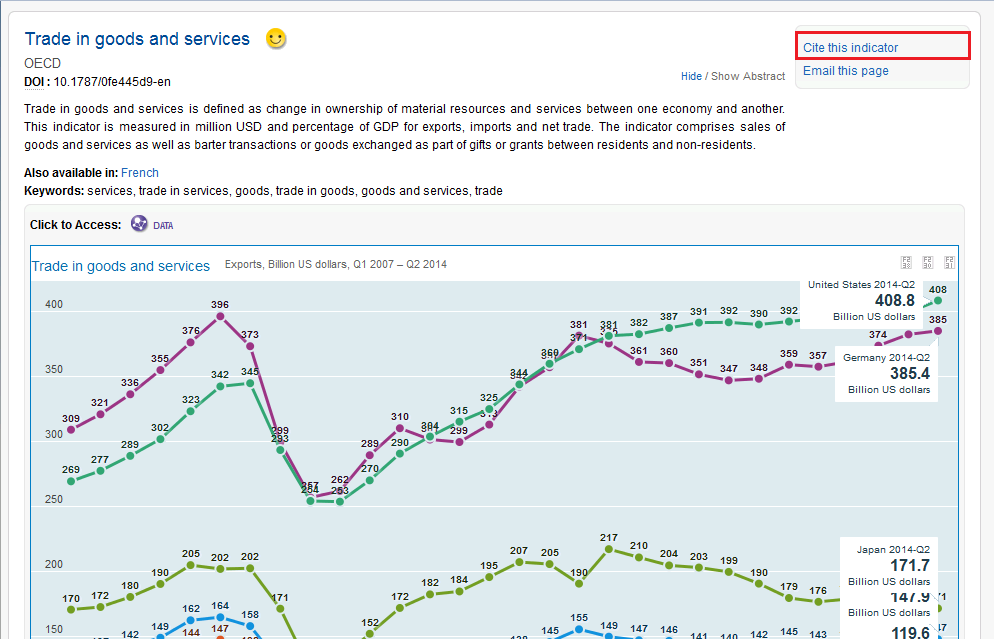 Trade in goods and services
OECD
DOI : 10.1787/0fe445d9-en
Cite this indicator
Email this page
Hide / Show Abstract
Trade in goods and services is defined as change in ownership of material resources and services between one economy and another.
This indicator is measured in million USD and percentage of GDP for exports, imports and net trade. The indicator comprises sales of
goods and services as well as barter transactions or goods exchanged as part of gifts or grants between residents and non-residents.
Also available in: French
Keywords: services, trade in services, goods, trade in goods, goods and services, trade
Click to Access: DATA
Trade in goods and services Exports, Billion US dollars, Q1 2007 – Q2 2014
400
350
300
250
200
150
309 321 336 355 376 396 373 299 257 262 289 310 304 299 313 381 361 360 351 347 348 359 357 374 385
269 277 289 302 323 342 345 293 254 253 270 290 304 315 325 344 360 371 381 382 387 391 392 390 392 408
170 172 180 190 205 202 202 171 152 172 182 184 195 207 205 190 217 210 204 203 199 190 179 176
142 149 162 164 158 145 155 149 147 146 140 142 145
144 147
United States 2014-Q2
408.8
Billion US dollars
Germany 2014-Q2
385.4
Billion US dollars
Japan 2014-Q2
171.7
Billion US dollars
147.9
Billion US dollars
119.6